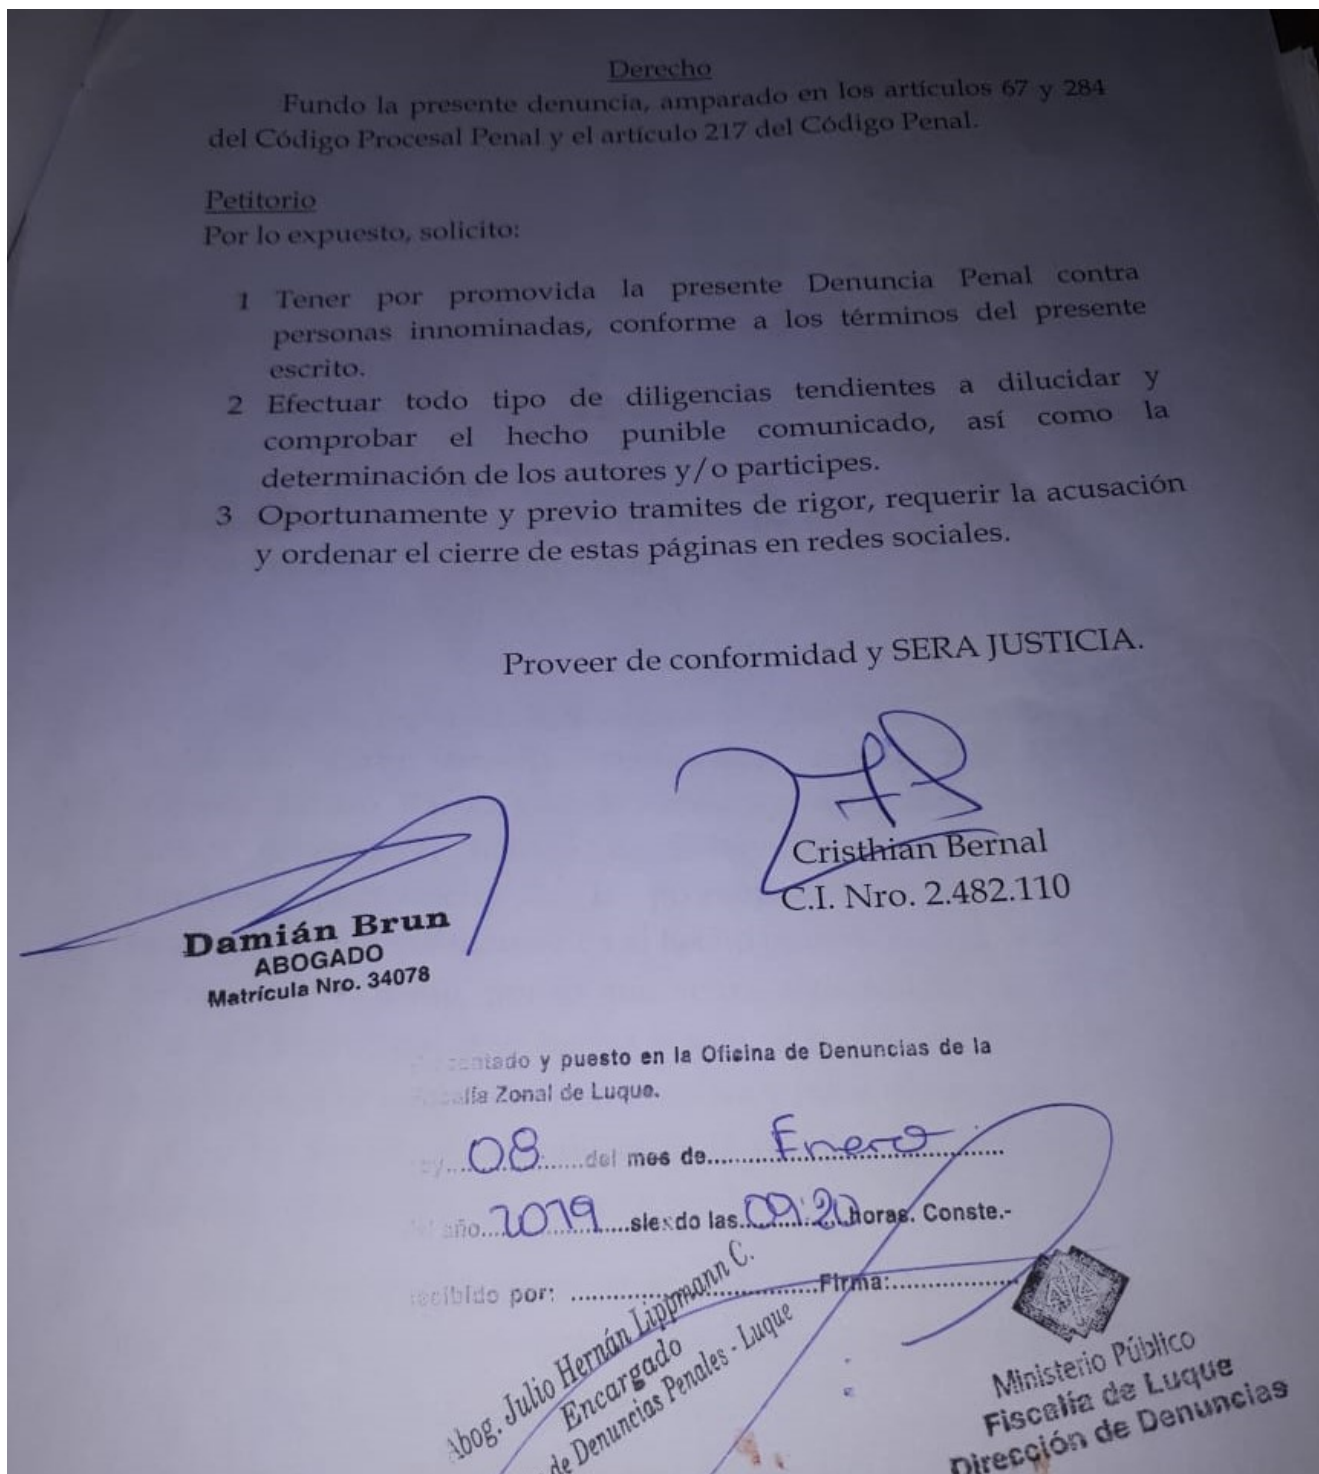 Derecho
Fundo la presente denuncia, amparado en los artículos 67 y 284
del Código Procesal Penal y el artículo 217 del Código Penal.
Petitorio
Por lo expuesto, solicito:
1 Tener por promovida la presente Denuncia Penal contra
personas innominadas, conforme a los términos del presente
escrito.
2 Efectuar todo tipo de diligencias tendientes a dilucidar y
comprobar el hecho punible comunicado, así como la
determinación de los autores y/o participes.
3 Oportunamente y previo tramites de rigor, requerir la acusación
y ordenar el cierre de estas páginas en redes sociales.
Proveer de conformidad y SERA JUSTICIA.
Cristhian Bernal
C.I. Nro. 2.482.110
Damián Brun
ABOGADO
Matrícula Nro. 34078
y puesto en la Oficina de Denuncias de la
Zonal de Luque.
08 del mes de Enero
año 2019 siendo las 09:20 horas. Conste.-
recibido por: Firma:
Abog. Julio Hernán Lippmann C.
Encargado
de Denuncias Penales - Luque
Ministerio Público
Fiscalía de Luque
Dirección de Denuncias